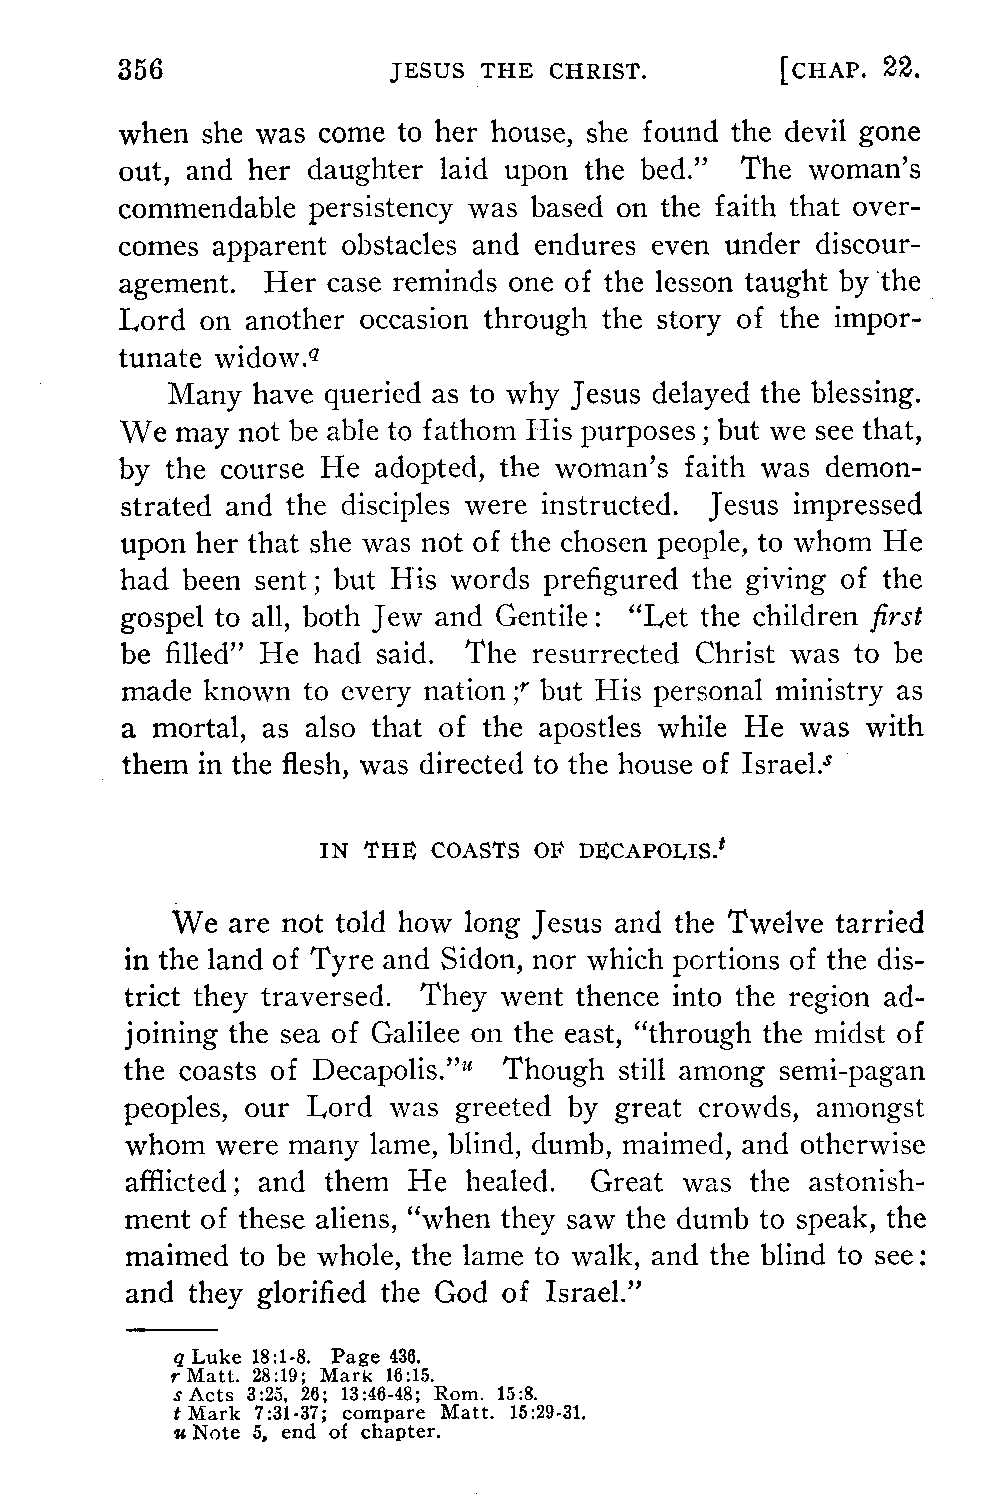 356 JESUS THE CHRIST. [CHAP. 22.
when she was come to her house, she found the devil gone
out, and her daughter laid upon the bed.” The woman’s
commendable persistency was based on the faith that over-
comes apparent obstacles and endures even under discour-
agement. Her case reminds one of the lesson taught by the
Lord on another occasion through the story of the impor-
tunate widow.q
Many have queried as to why Jesus delayed the blessing.
We may not be able to fathom His purposes; but we see that,
by the course He adopted, the woman’s faith was demon-
strated and the disciples were instructed. Jesus impressed
upon her that she was not of the chosen people, to whom He
had been sent; but His words prefigured the giving of the
gospel to all, both Jew and Gentile: “Let the children first
be filled” He had said. The resurrected Christ was to be
made known to every nation;r but His personal ministry as
a mortal, as also that of the apostles while He was with
them in the flesh, was directed to the house of Israel.s
IN THE COASTS OF DECAPOLIS.t
We are not told how long Jesus and the Twelve tarried
in the land of Tyre and Sidon, nor which portions of the dis-
trict they traversed. They went thence into the region ad-
joining the sea of Galilee on the east, “through the midst of
the coasts of Decapolis.”u Though still among semi-pagan
peoples, our Lord was greeted by great crowds, amongst
whom were many lame, blind, dumb, maimed, and otherwise
afflicted; and them He healed. Great was the astonish-
ment of these aliens, “when they saw the dumb to speak, the
maimed to be whole, the lame to walk, and the blind to see:
and they glorified the God of Israel.”
q Luke 18:1-8. Page 436.
r Matt. 28:19; Mark 16:15.
s Acts 3:25, 26; 13:46-48; Rom. 15:8.
t Mark 7:31-37; compare Matt. 15:29-31.
u Note 5, end of chapter.